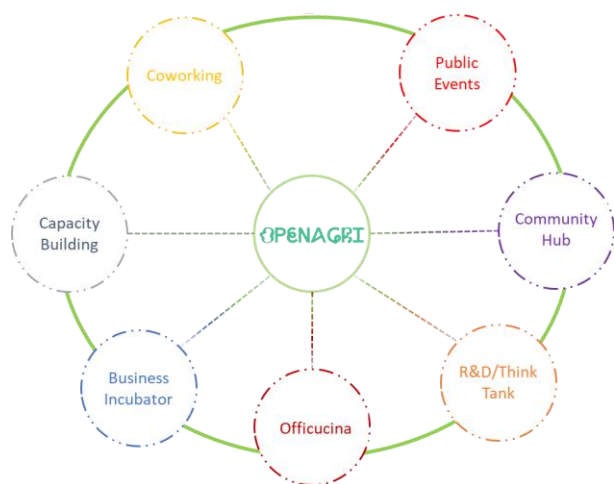 Coworking
Public
Events
Capacity
Building
OPENAGRI
Community
Hub
Business
Incubator
R&D/Think
Tank
Officucina